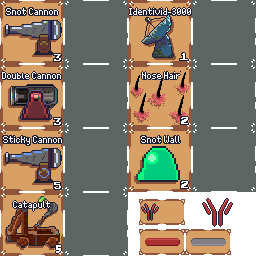 Snot Cannon
3
Identivid-3000
1
Double Cannon
3
Nose Hair
2
Sticky Cannon
5
Snot Wall
2
Catapult
5